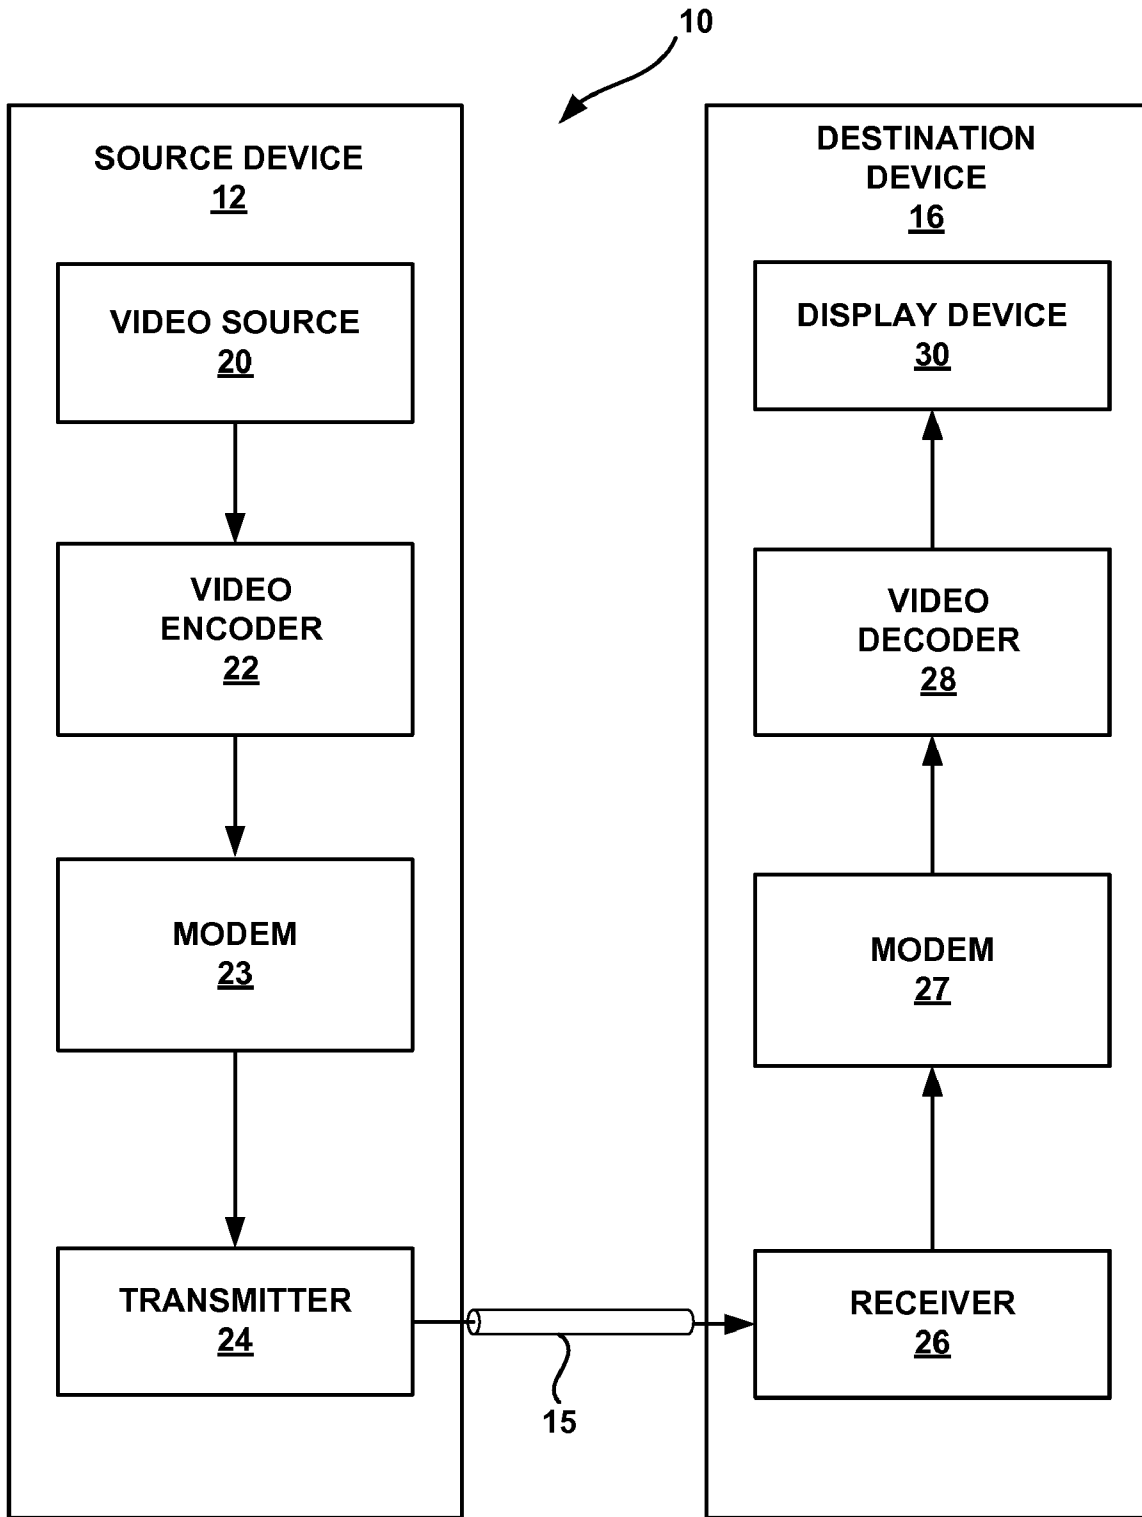 10
SOURCE DEVICE
12
VIDEO SOURCE
20
VIDEO
ENCODER
22
MODEM
23
TRANSMITTER
24
15
DESTINATION
DEVICE
16
DISPLAY DEVICE
30
VIDEO
DECODER
28
MODEM
27
RECEIVER
26